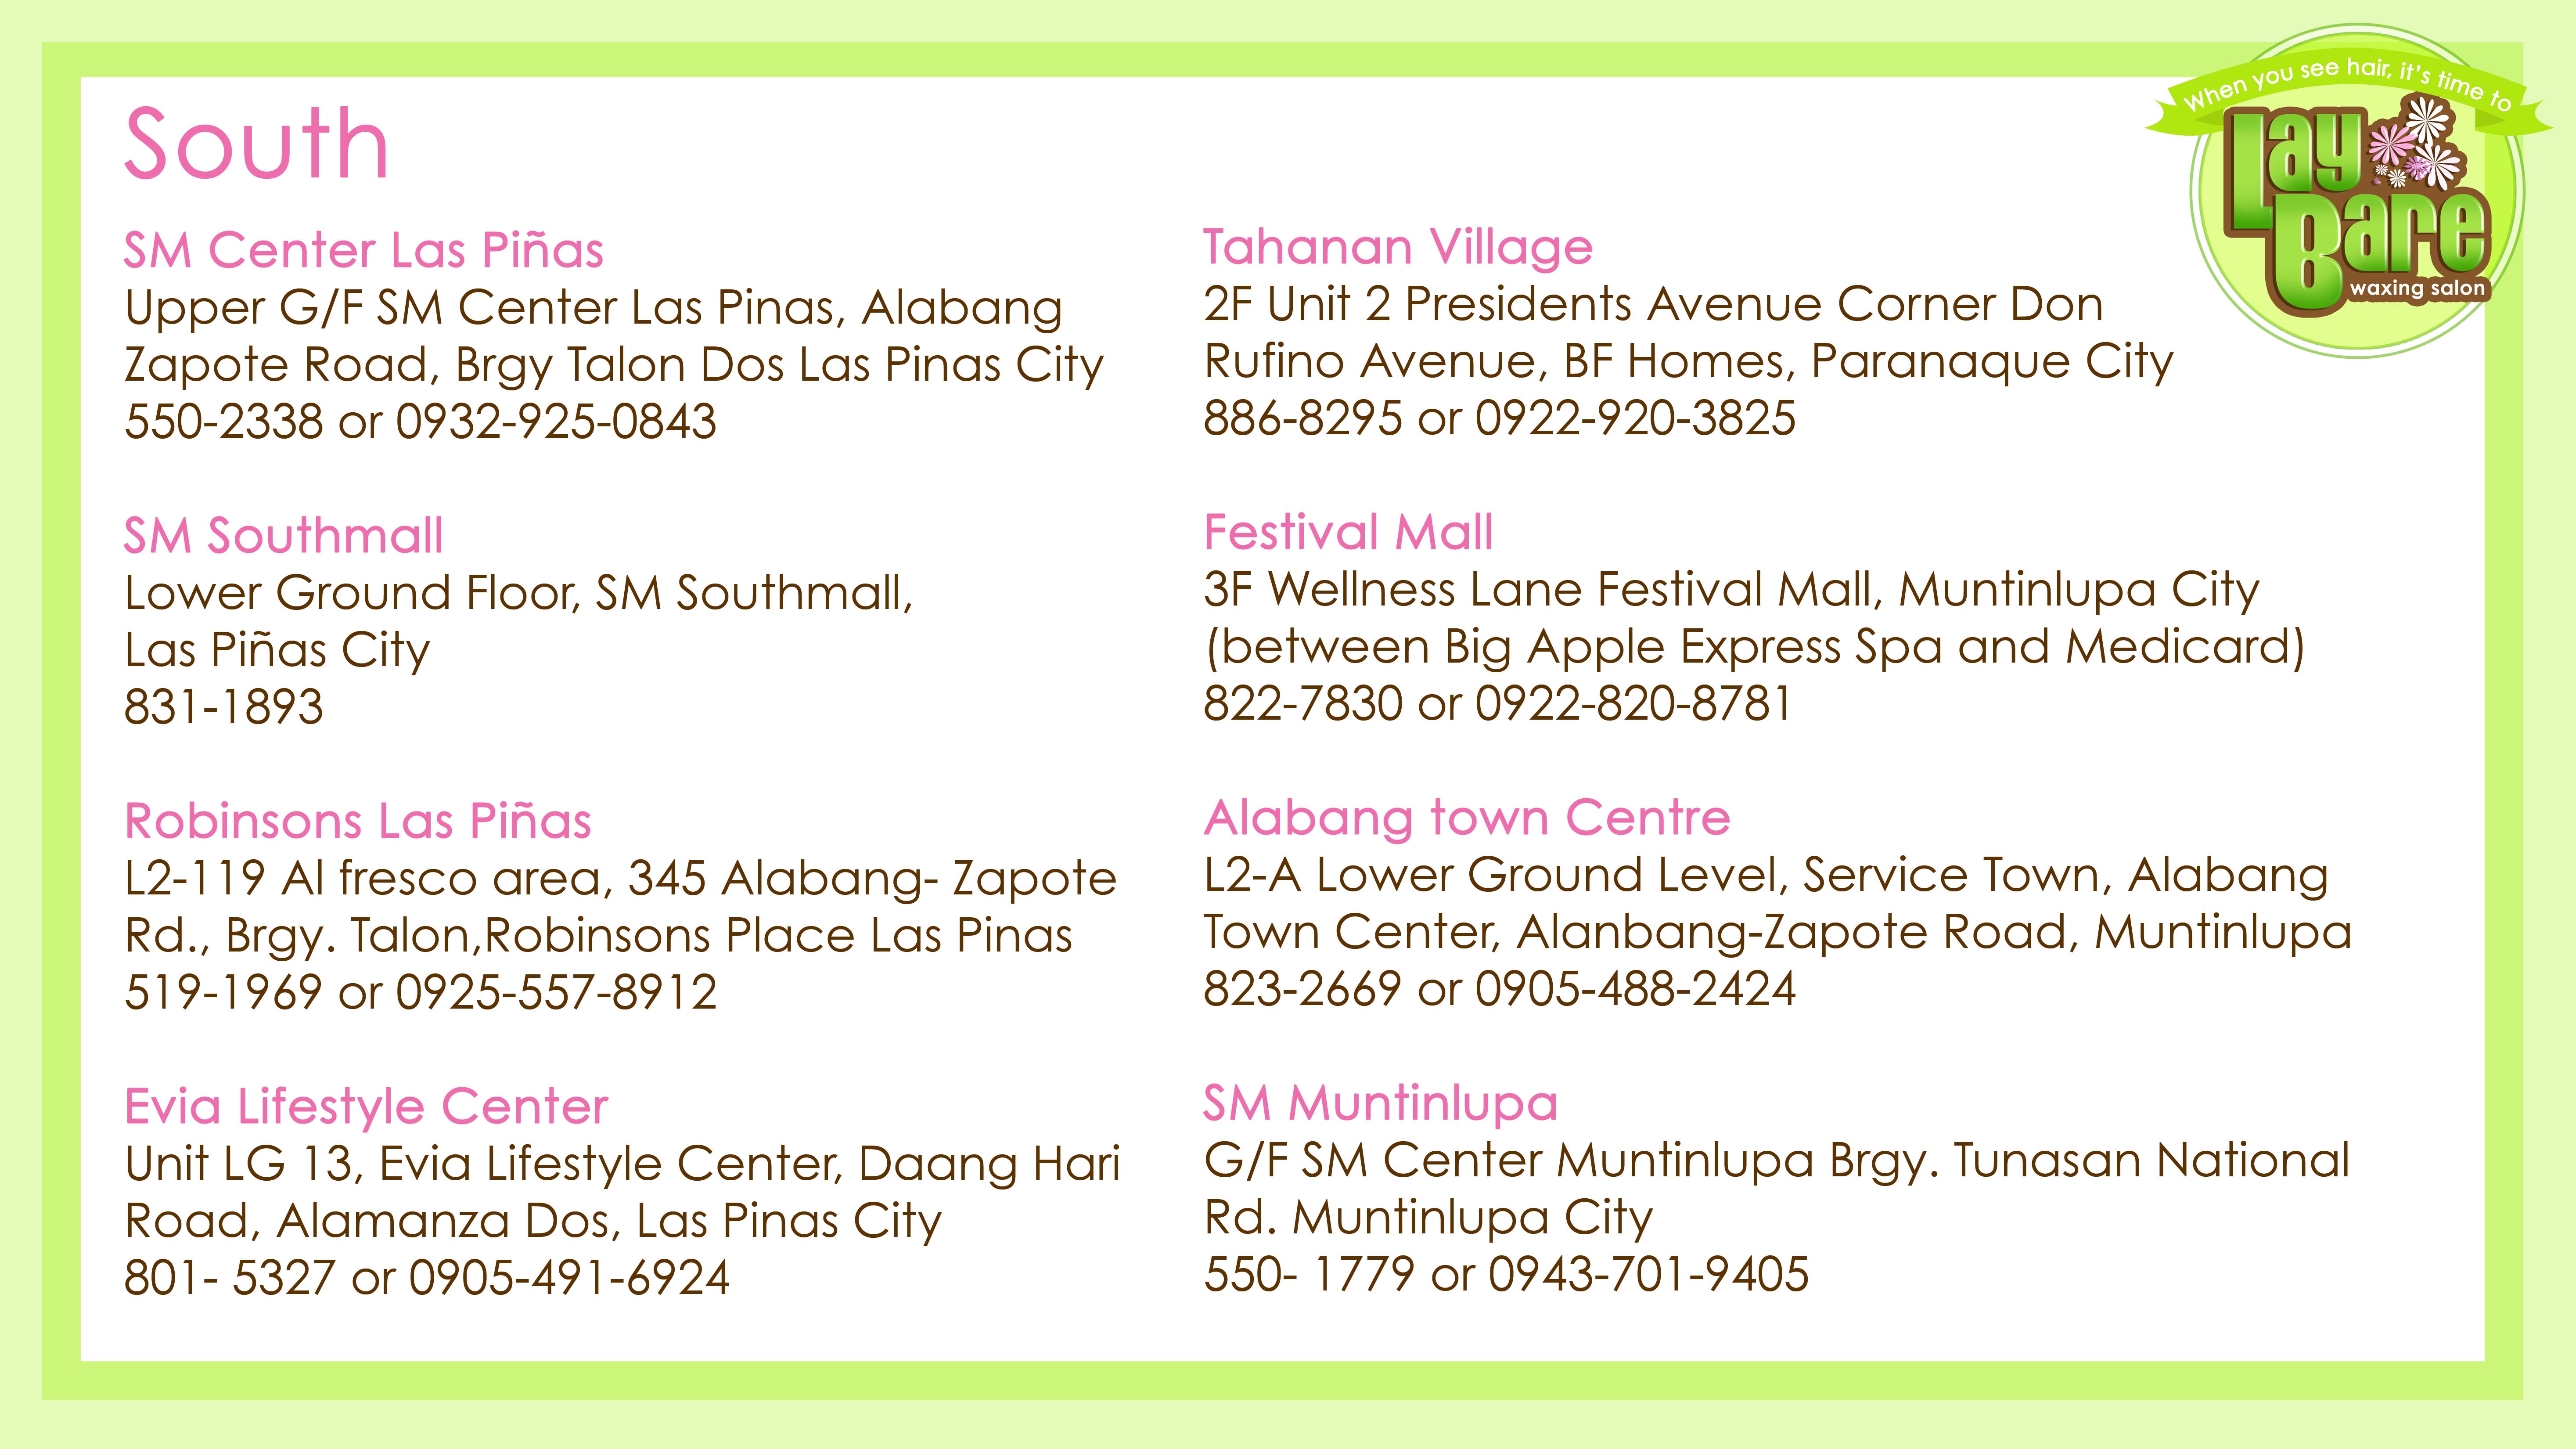 South
SM Center Las Piñas
Upper G/F SM Center Las Pinas, Alabang
Zapote Road, Brgy Talon Dos Las Pinas City
550-2338 or 0932-925-0843
SM Southmall
Lower Ground Floor, SM Southmall,
Las Piñas City
831-1893
Robinsons Las Piñas
L2-119 Al fresco area, 345 Alabang- Zapote
Rd., Brgy. Talon,Robinsons Place Las Pinas
519-1969 or 0925-557-8912
Evia Lifestyle Center
Unit LG 13, Evia Lifestyle Center, Daang Hari
Road, Alamanza Dos, Las Pinas City
801- 5327 or 0905-491-6924
Tahanan Village
2F Unit 2 Presidents Avenue Corner Don
Rufino Avenue, BF Homes, Paranaque City
886-8295 or 0922-920-3825
Festival Mall
3F Wellness Lane Festival Mall, Muntinlupa City
(between Big Apple Express Spa and Medicard)
822-7830 or 0922-820-8781
Alabang town Centre
L2-A Lower Ground Level, Service Town, Alabang
Town Center, Alanbang-Zapote Road, Muntinlupa
823-2669 or 0905-488-2424
SM Muntinlupa
G/F SM Center Muntinlupa Brgy. Tunasan National
Rd. Muntinlupa City
550- 1779 or 0943-701-9405
When you see hair, it's time to
Lay
Bare
waxing salon